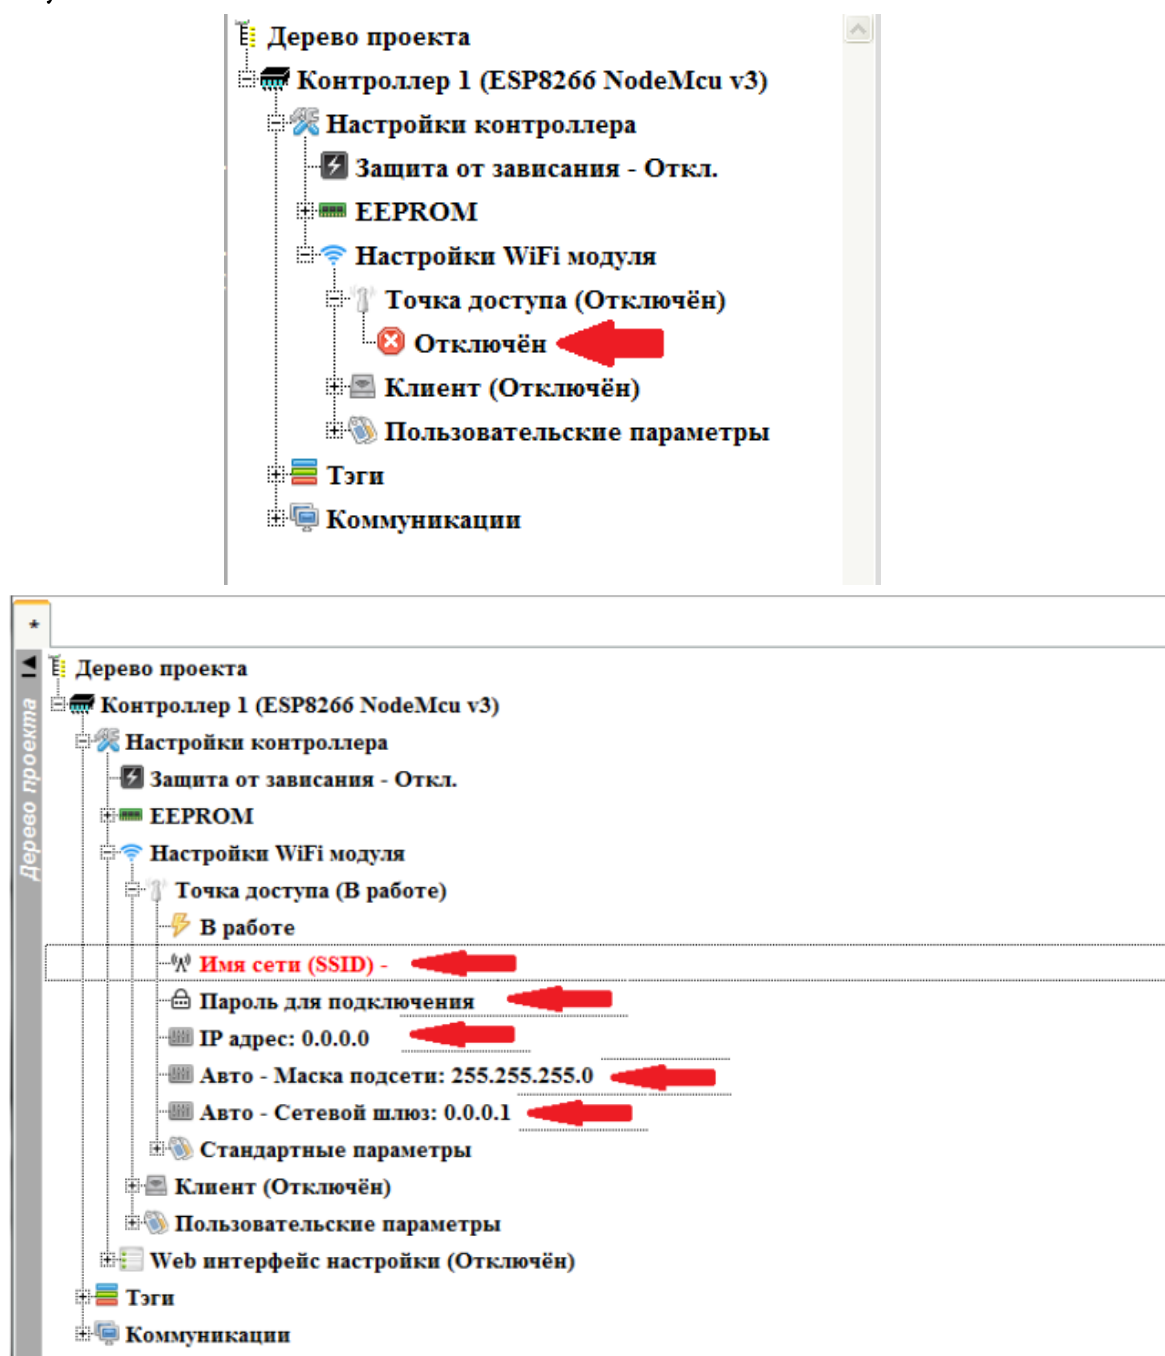 Дерево проекта
Контроллер 1 (ESP8266 NodeMcu v3)
Настройки контроллера
Защита от зависания - Откл.
EEPROM
Настройки WiFi модуля
Точка доступа (Отключён)
Отключён
Клиент (Отключён)
Пользовательские параметры
Тэги
Коммуникации
*
Дерево проекта
Дерево проекта
Контроллер 1 (ESP8266 NodeMcu v3)
Настройки контроллера
Защита от зависания - Откл.
EEPROM
Настройки WiFi модуля
Точка доступа (В работе)
В работе
Имя сети (SSID) -
Пароль для подключения
IP адрес: 0.0.0.0
Авто - Маска подсети: 255.255.255.0
Авто - Сетевой шлюз: 0.0.0.1
Стандартные параметры
Клиент (Отключён)
Пользовательские параметры
Web интерфейс настройки (Отключён)
Тэги
Коммуникации